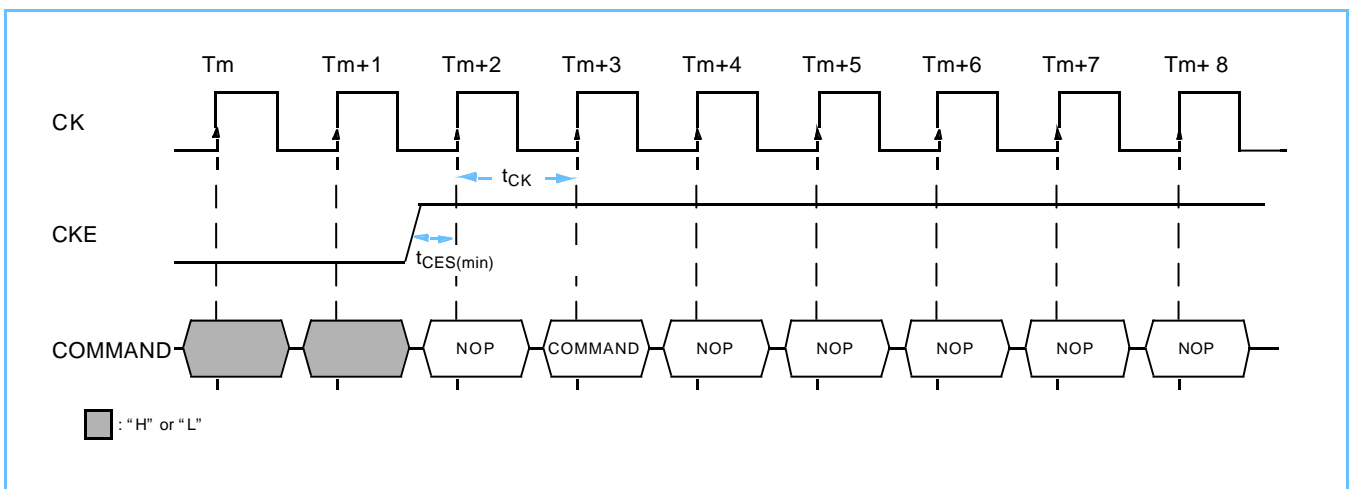 Tm Tm+1 Tm+2 Tm+3 Tm+4 Tm+5 Tm+6 Tm+7 Tm+ 8
CK
tCK
CKE
tCES(min)
COMMAND NOP COMMAND NOP NOP NOP NOP NOP
: “H” or “L”